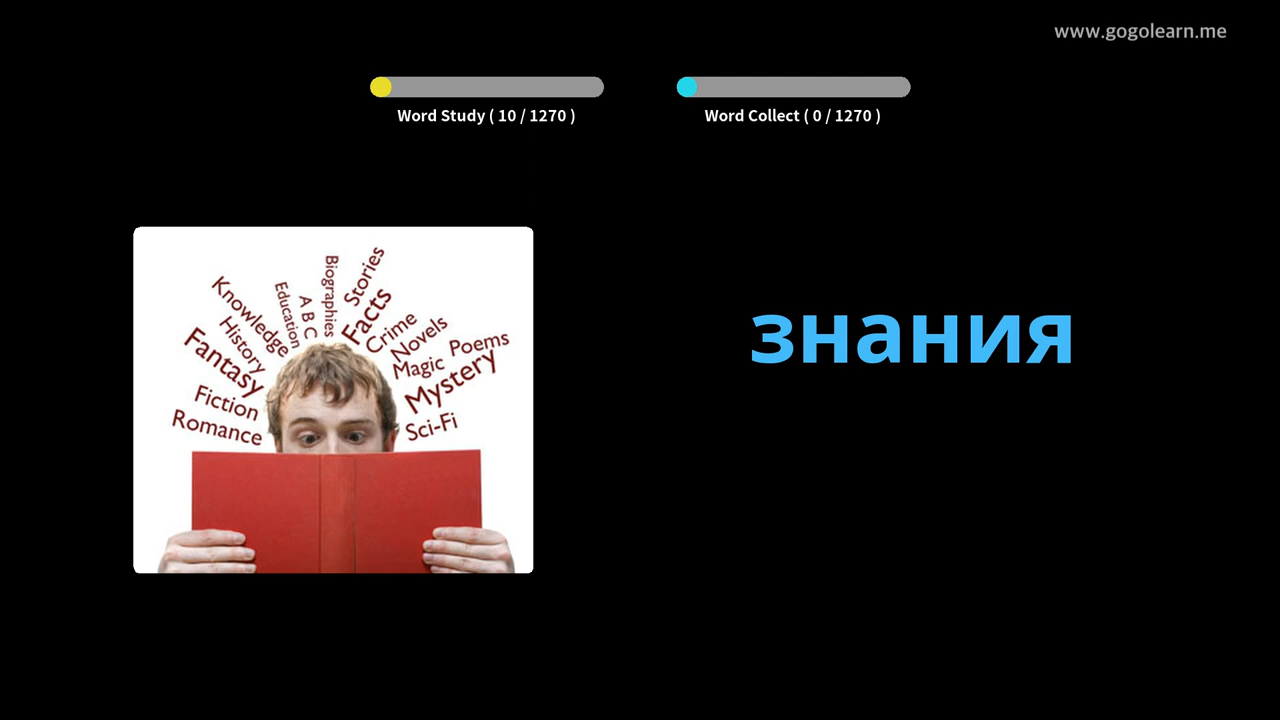 www.gogolearn.me
Word Study ( 10 / 1270 )
Word Collect ( 0 / 1270 )
Biographies
Stories
Education
A B C
Facts
Knowledge
Crime
History
Novels
Poems
Fantasy
Magic
Mystery
Fiction
Romance
Sci-Fi
знания